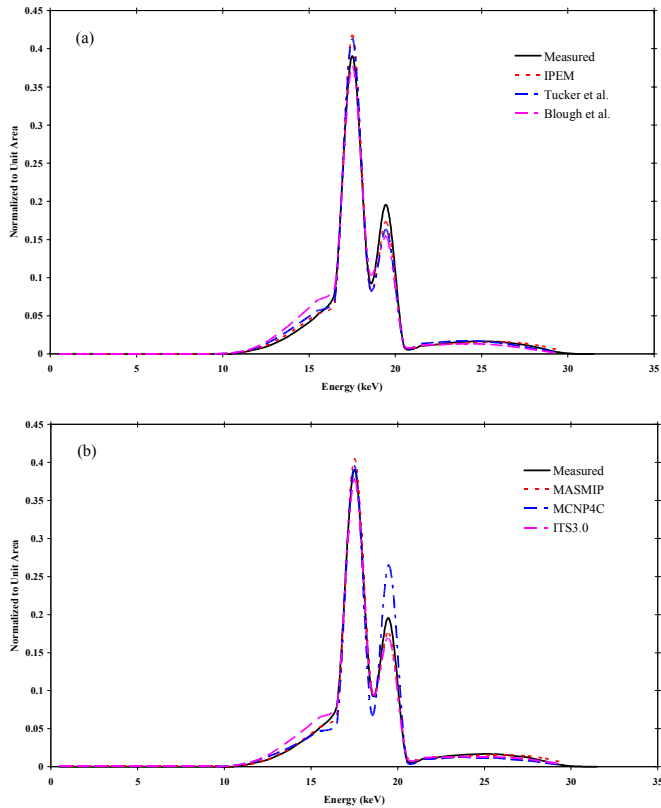 (a)
Measured
IPEM
Tucker et al.
Blough et al.
Normalized to Unit Area
0.45
0.4
0.35
0.3
0.25
0.2
0.15
0.1
0.05
0
0 5 10 15 20 25 30 35
Energy (keV)
(b)
Measured
MASMIP
MCNP4C
ITS3.0
Normalized to Unit Area
0.45
0.4
0.35
0.3
0.25
0.2
0.15
0.1
0.05
0
0 5 10 15 20 25 30 35
Energy (keV)